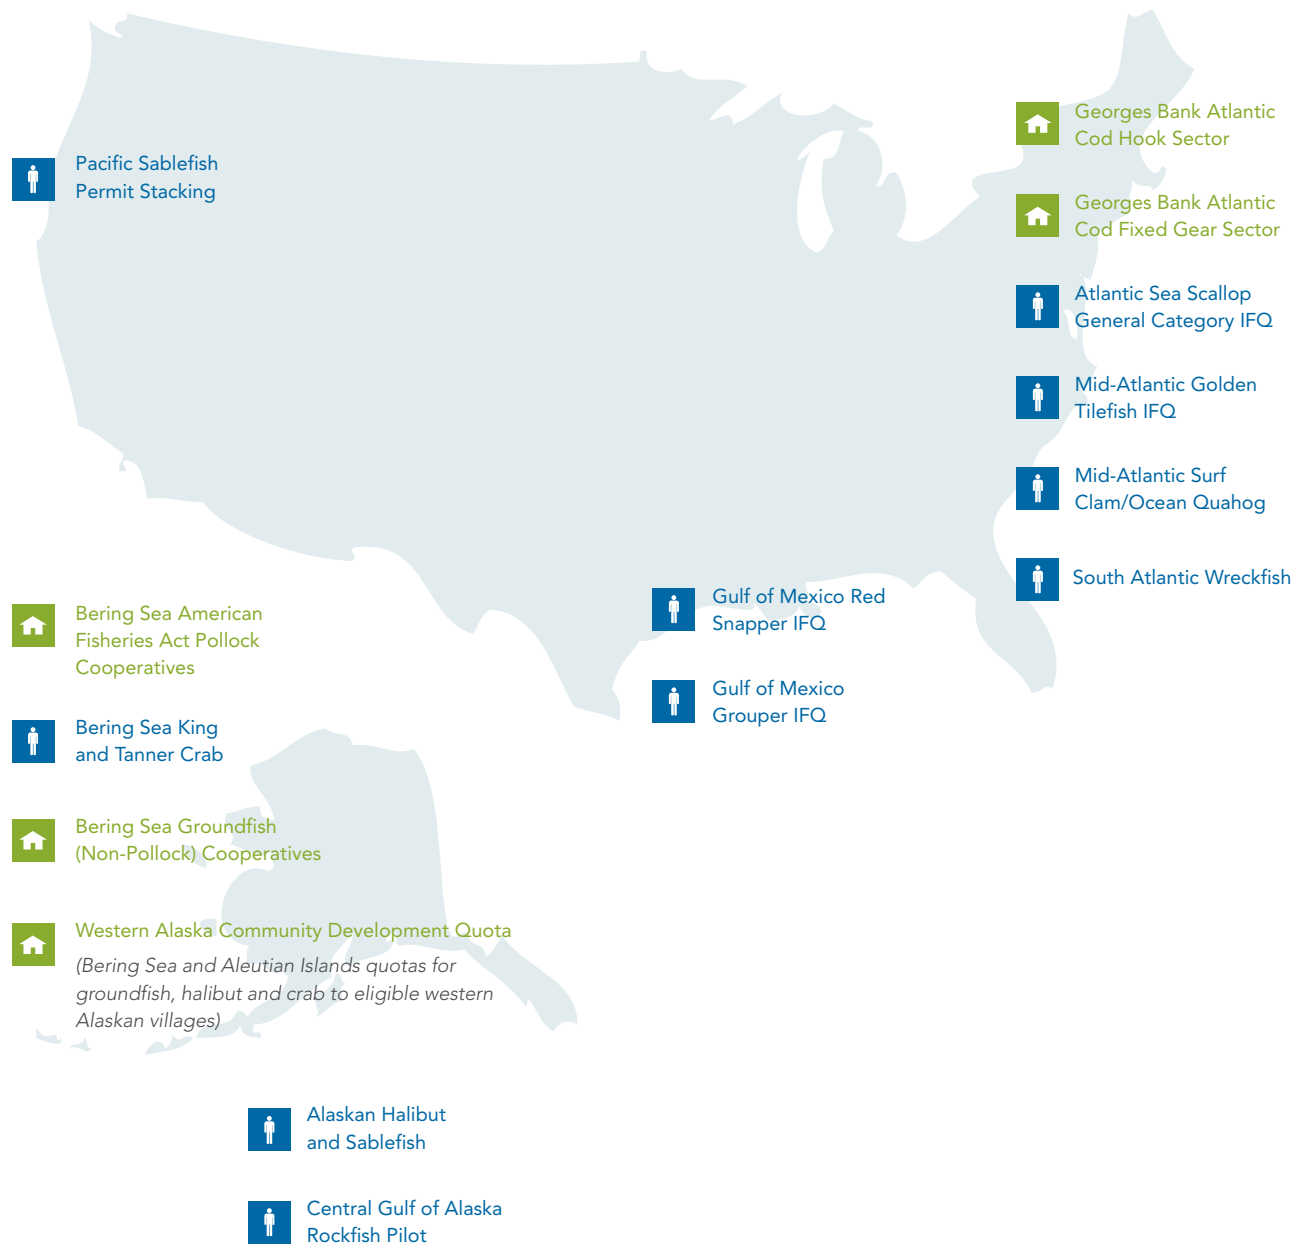 Pacific Sablefish
Permit Stacking
Georges Bank Atlantic
Cod Hook Sector
Georges Bank Atlantic
Cod Fixed Gear Sector
Atlantic Sea Scallop
General Category IFQ
Mid-Atlantic Golden
Tilefish IFQ
Mid-Atlantic Surf
Clam/Ocean Quahog
South Atlantic Wreckfish
Gulf of Mexico Red
Snapper IFQ
Gulf of Mexico
Grouper IFQ
Bering Sea American
Fisheries Act Pollock
Cooperatives
Bering Sea King
and Tanner Crab
Bering Sea Groundfish
(Non-Pollock) Cooperatives
Western Alaska Community Development Quota
(Bering Sea and Aleutian Islands quotas for
groundfish, halibut and crab to eligible western
Alaskan villages)
Alaskan Halibut
and Sablefish
Central Gulf of Alaska
Rockfish Pilot